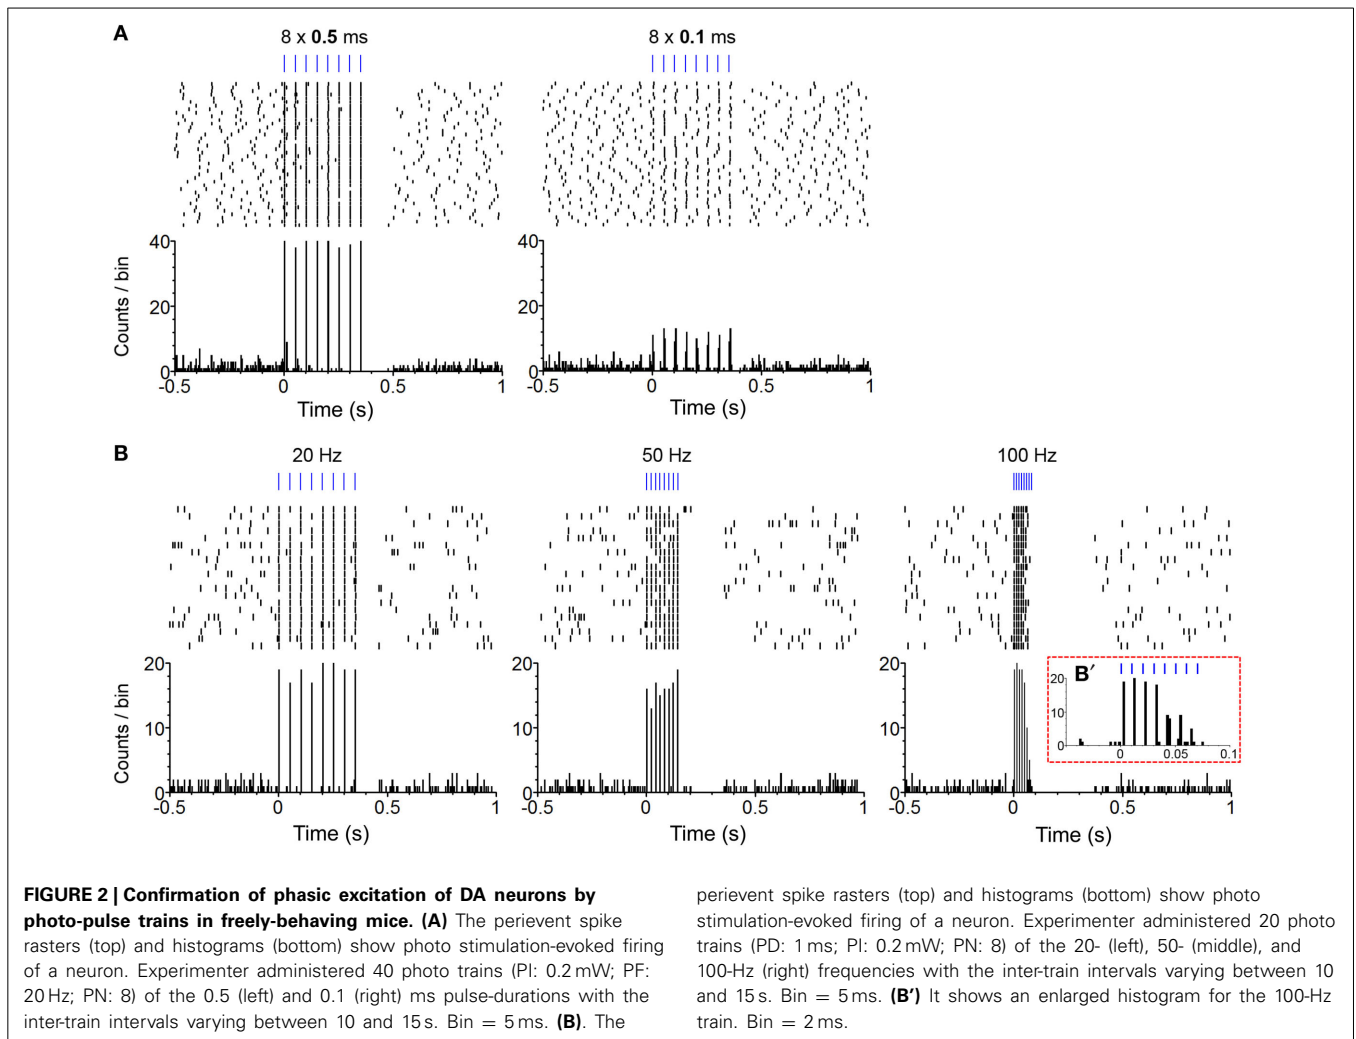 A
8 x 0.5 ms
8 x 0.1 ms
Counts / bin
40
20
0
-0.5
0
0.5
1
Time (s)
40
20
0
-0.5
0
0.5
1
Time (s)
B
20 Hz
50 Hz
100 Hz
Counts / bin
20
10
0
-0.5
0
0.5
1
Time (s)
20
10
0
-0.5
0
0.5
1
Time (s)
20
10
0
-0.5
0
0.5
1
Time (s)
B′
20
10
0
0
0.05
0.1
FIGURE 2 | Confirmation of phasic excitation of DA neurons by
photo-pulse trains in freely-behaving mice. (A) The perievent spike
rasters (top) and histograms (bottom) show photo stimulation-evoked firing
of a neuron. Experimenter administered 40 photo trains (PI: 0.2 mW; PF:
20 Hz; PN: 8) of the 0.5 (left) and 0.1 (right) ms pulse-durations with the
inter-train intervals varying between 10 and 15 s. Bin = 5 ms. (B). The
perievent spike rasters (top) and histograms (bottom) show photo
stimulation-evoked firing of a neuron. Experimenter administered 20 photo
trains (PD: 1 ms; PI: 0.2 mW; PN: 8) of the 20- (left), 50- (middle), and
100-Hz (right) frequencies with the inter-train intervals varying between 10
and 15 s. Bin = 5 ms. (B′) It shows an enlarged histogram for the 100-Hz
train. Bin = 2 ms.